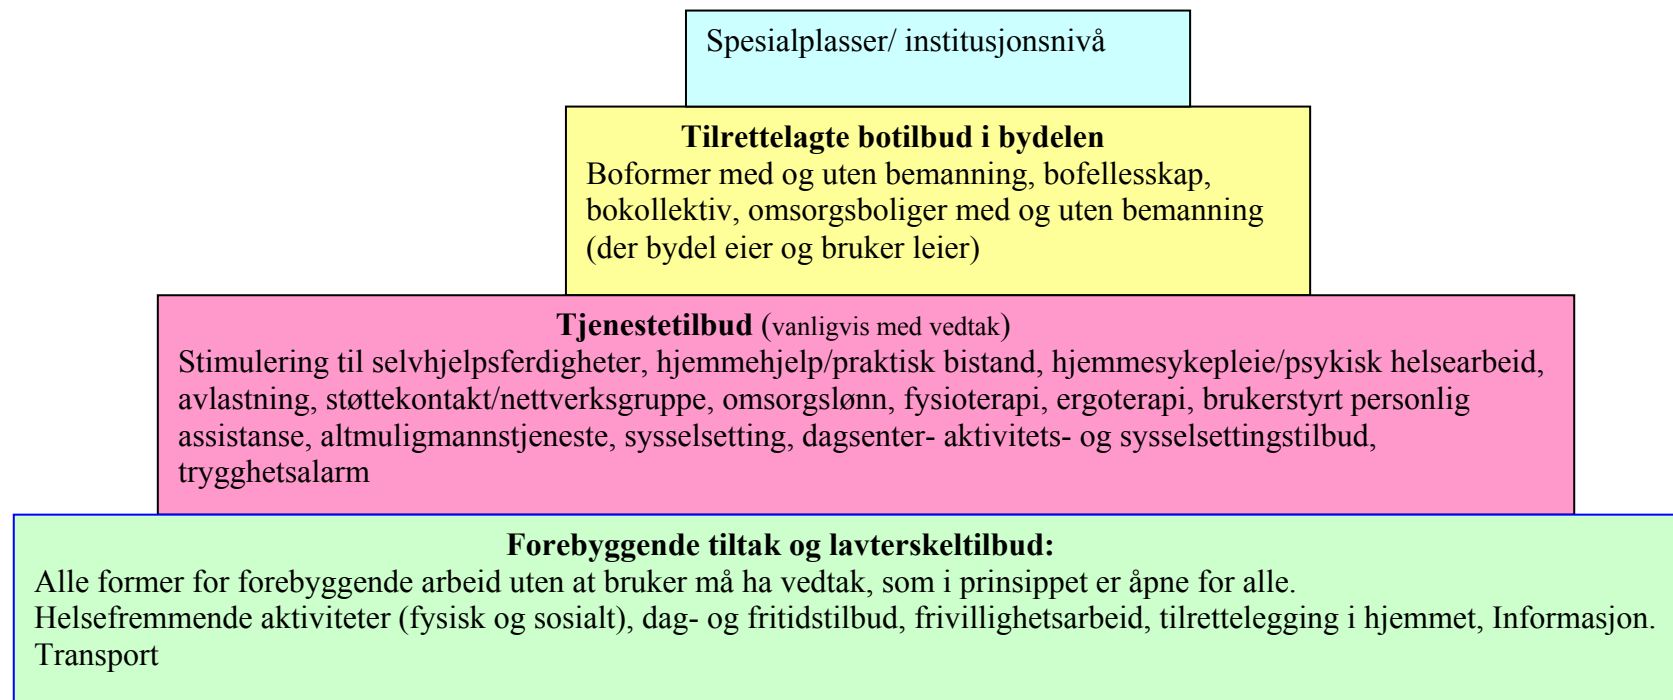 Spesialplasser/ institusjonsnivå
Tilrettelagte botilbud i bydelen
Boformer med og uten bemanning, bofellesskap,
bokollektiv, omsorgsboliger med og uten bemanning
(der bydel eier og bruker leier)
Tjenestetilbud (vanligvis med vedtak)
Stimulering til selvhjelpsferdigheter, hjemmehjelp/praktisk bistand, hjemmesykepleie/psykisk helsearbeid,
avlastning, støttekontakt/nettverksgruppe, omsorgslønn, fysioterapi, ergoterapi, brukerstyrt personlig
assistanse, altmuligmannstjeneste, sysselsetting, dagsenter- aktivitets- og sysselsettingstilbud,
trygghetsalarm
Forebyggende tiltak og lavterskeltilbud:
Alle former for forebyggende arbeid uten at bruker må ha vedtak, som i prinsippet er åpne for alle.
Helsefremmende aktiviteter (fysisk og sosialt), dag- og fritidstilbud, frivillighetsarbeid, tilrettelegging i hjemmet, Informasjon.
Transport